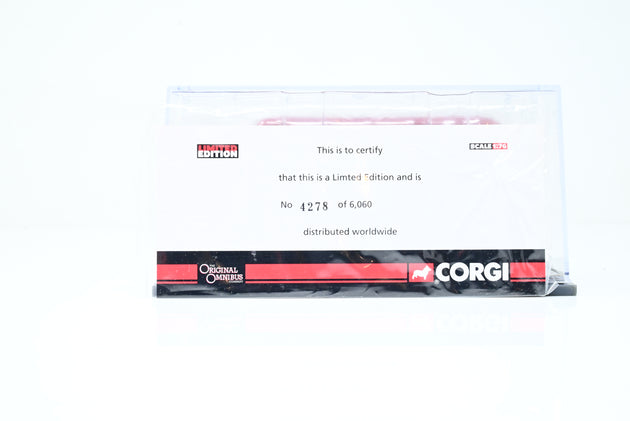 LIMITED
EDITION
SCALE 1:76
This is to certify
that this is a Limted Edition and is
No 4278 of 6,060
distributed worldwide
THE
ORIGINAL
OMNIBUS
CORGI